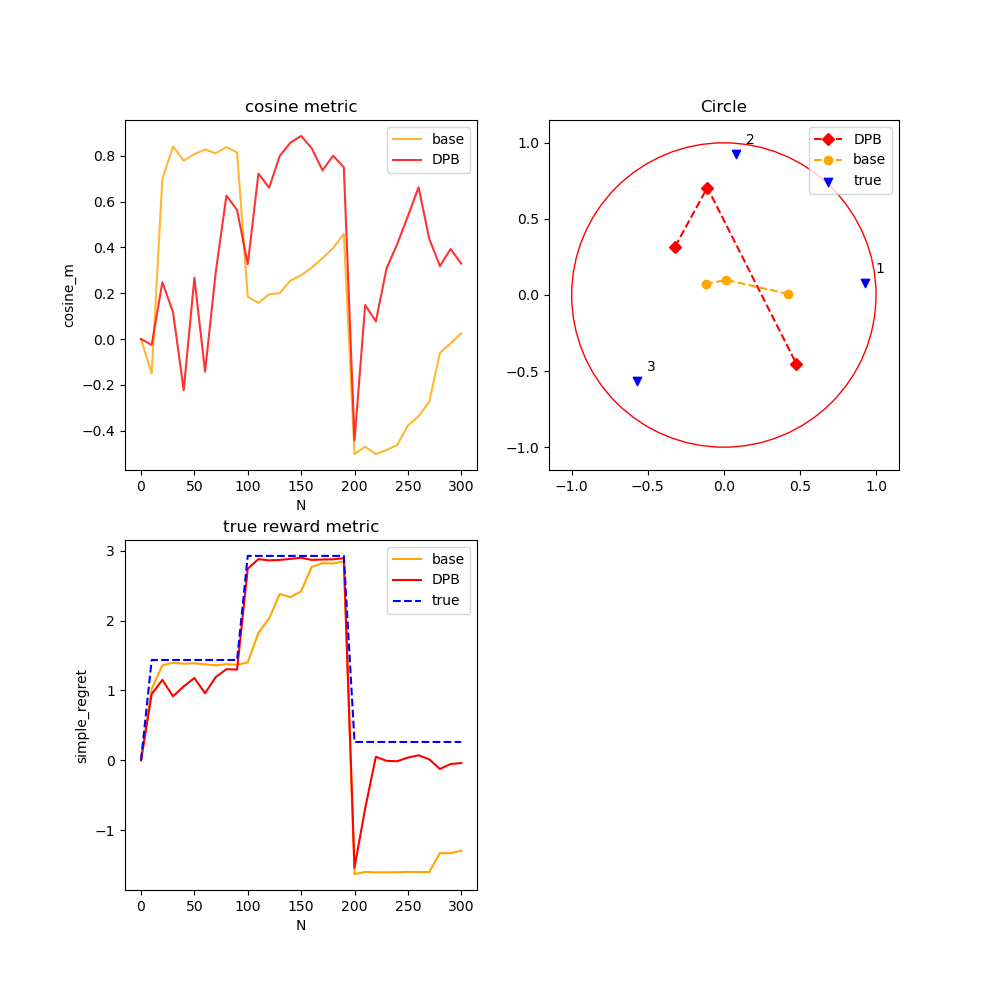 cosine metric
base
DPB
0.8
0.6
0.4
0.2
0.0
−0.2
−0.4
cosine_m
0 50 100 150 200 250 300
N
Circle
DPB
base
true
1.0
0.5
0.0
−0.5
−1.0
2
1
3
−1.0 −0.5 0.0 0.5 1.0
true reward metric
base
DPB
true
3
2
1
0
−1
simple_regret
0 50 100 150 200 250 300
N